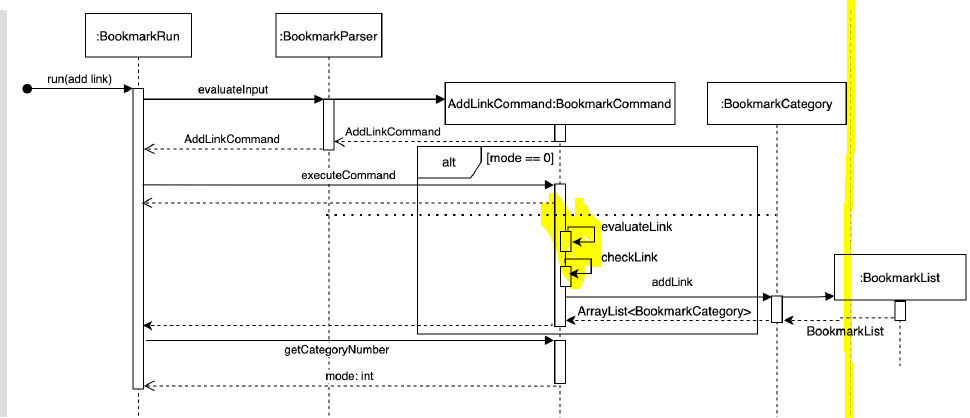 :BookmarkRun
:BookmarkParser
run(add link)
evaluateInput
AddLinkCommand:BookmarkCommand
:BookmarkCategory
AddLinkCommand
AddLinkCommand
alt
[mode == 0]
executeCommand
evaluateLink
checkLink
addLink
:BookmarkList
ArrayList<BookmarkCategory>
BookmarkList
getCategoryNumber
mode: int